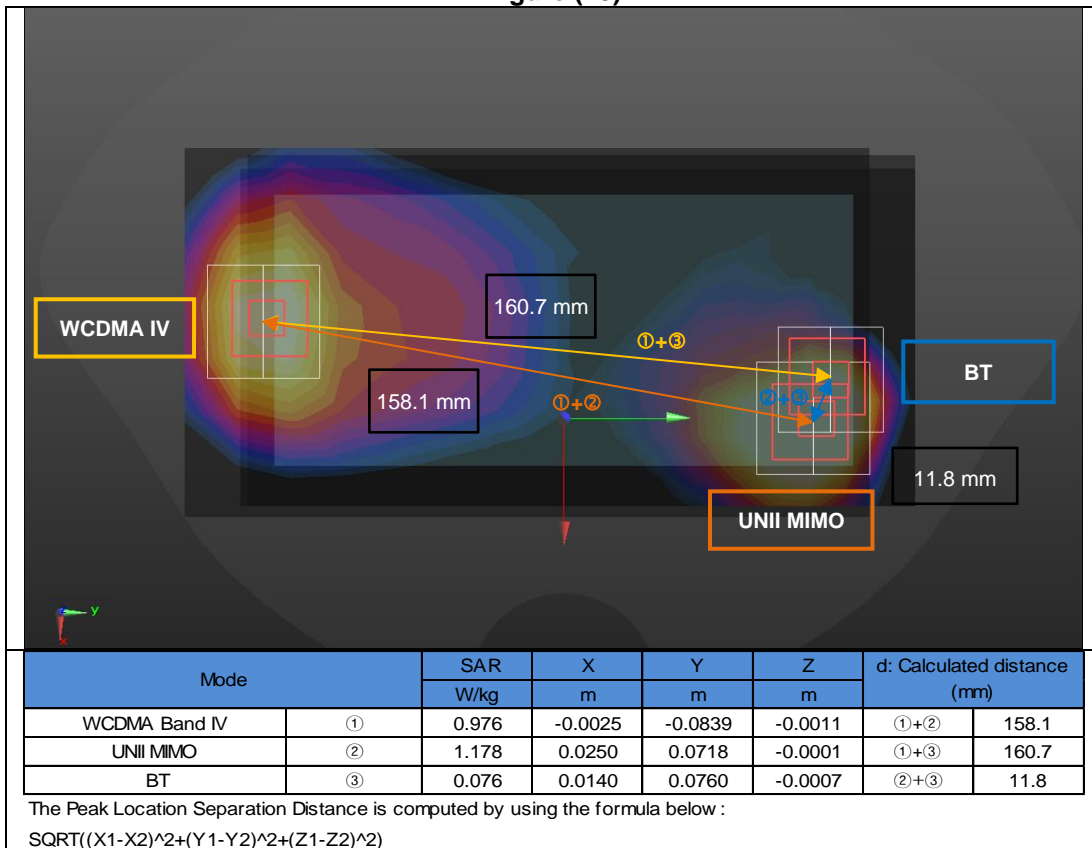 160.7 mm
WCDMA IV
①+③
BT
158.1 mm
①+②
②+③
11.8 mm
UNII MIMO
y
x
Mode SAR X Y Z d: Calculated distance (mm)
W/kg m m m
WCDMA Band IV ① 0.976 -0.0025 -0.0839 -0.0011 ①+② 158.1
UNII MIMO ② 1.178 0.0250 0.0718 -0.0001 ①+③ 160.7
BT ③ 0.076 0.0140 0.0760 -0.0007 ②+③ 11.8
The Peak Location Separation Distance is computed by using the formula below :
SQRT((X1-X2)^2+(Y1-Y2)^2+(Z1-Z2)^2)